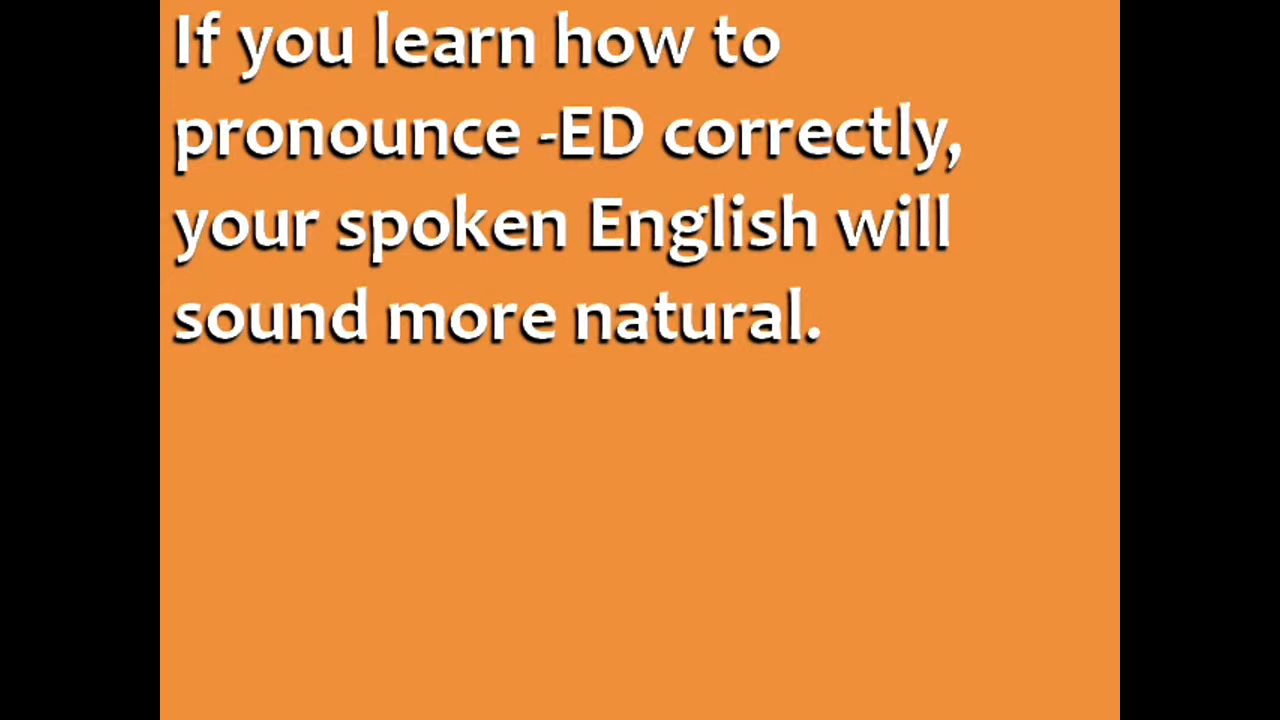 If you learn how to
pronounce -ED correctly,
your spoken English will
sound more natural.